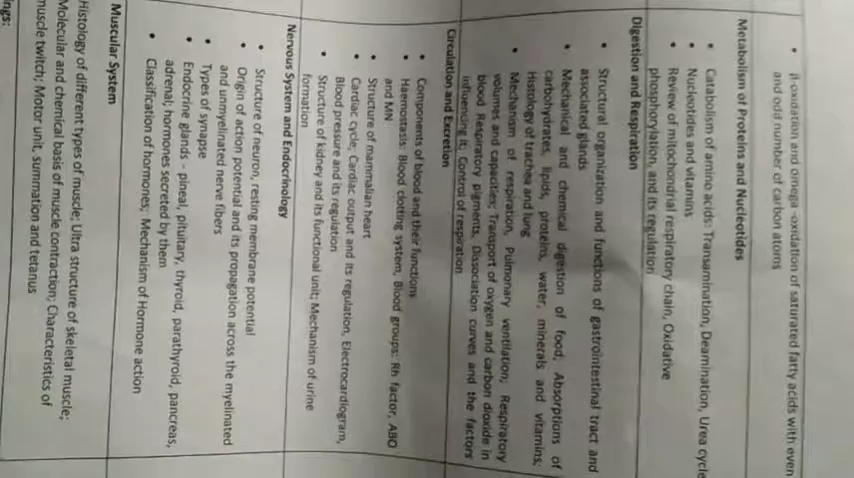 β-oxidation and omega -oxidation of saturated fatty acids with even
and odd number of carbon atoms
Metabolism of Proteins and Nucleotides
• Catabolism of amino acids: Transamination, Deamination, Urea cycle
• Nucleotides and vitamins
• Review of mitochondrial respiratory chain, Oxidative
phosphorylation, and its regulation
Digestion and Respiration
• Structural organization and functions of gastrointestinal tract and
associated glands
• Mechanical and chemical digestion of food; Absorptions of
carbohydrates, lipids, proteins, water, minerals and vitamins;
Histology of trachea and lung
• Mechanism of respiration, Pulmonary ventilation; Respiratory
volumes and capacities; Transport of oxygen and carbon dioxide in
blood Respiratory pigments, Dissociation curves and the factors
influencing it; Control of respiration
Circulation and Excretion
• Components of blood and their functions
• Haemostasis: Blood clotting system, Blood groups: Rh factor, ABO
and MN
• Structure of mammalian heart
• Cardiac cycle; Cardiac output and its regulation, Electrocardiogram,
Blood pressure and its regulation
• Structure of kidney and its functional unit; Mechanism of urine
formation
Nervous System and Endocrinology
• Structure of neuron, resting membrane potential
• Origin of action potential and its propagation across the myelinated
and unmyelinated nerve fibers
• Types of synapse
• Endocrine glands - pineal, pituitary, thyroid, parathyroid, pancreas,
adrenal; hormones secreted by them
• Classification of hormones; Mechanism of Hormone action
Muscular System
Histology of different types of muscle; Ultra structure of skeletal muscle;
Molecular and chemical basis of muscle contraction; Characteristics of
muscle twitch; Motor unit, summation and tetanus
ings: